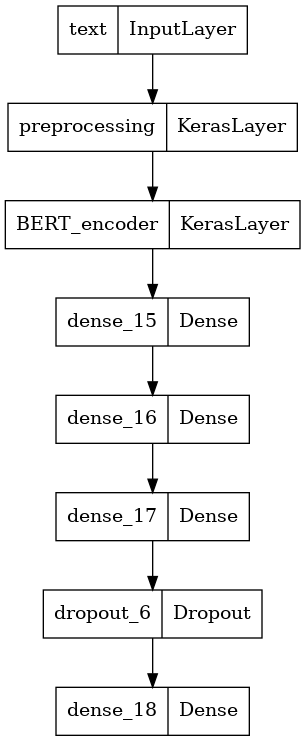 text InputLayer
preprocessing KerasLayer
BERT_encoder KerasLayer
dense_15 Dense
dense_16 Dense
dense_17 Dense
dropout_6 Dropout
dense_18 Dense